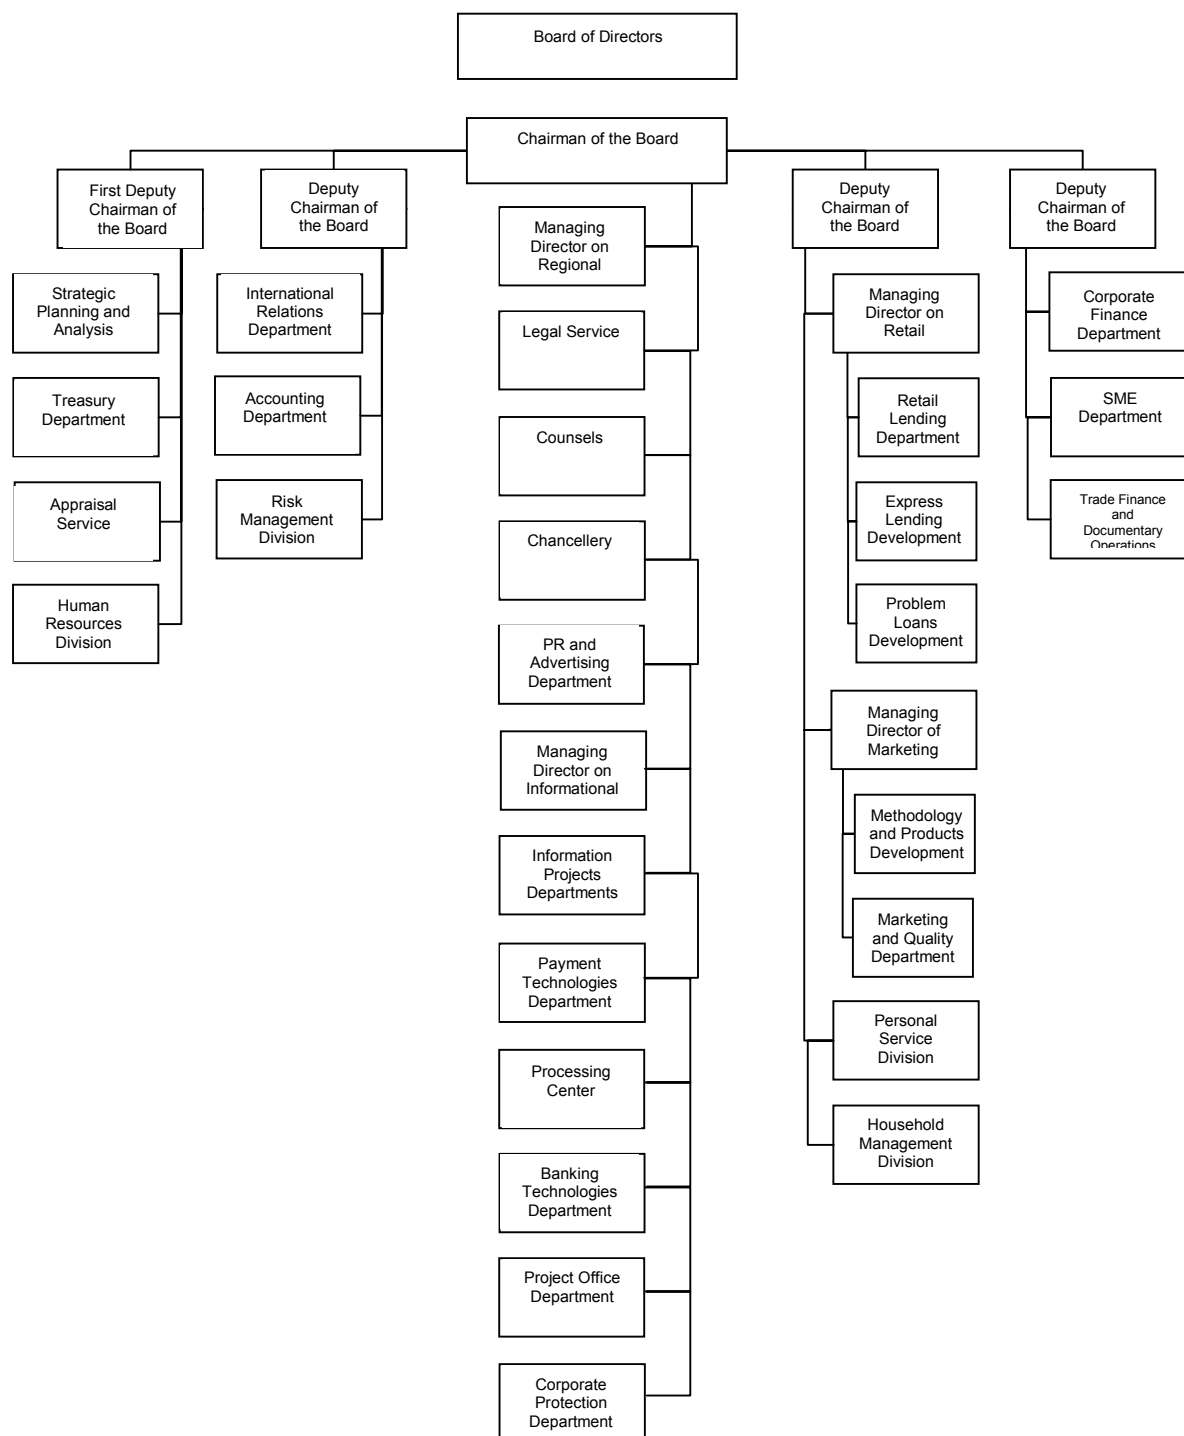 Board of Directors
Chairman of the Board
First Deputy
Chairman of
the Board
Deputy
Chairman of
the Board
Deputy
Chairman of
the Board
Deputy
Chairman of
the Board
Strategic
Planning and
Analysis
Treasury
Department
Appraisal
Service
Human
Resources
Division
International
Relations
Department
Accounting
Department
Risk
Management
Division
Managing
Director on
Regional
Legal Service
Counsels
Chancellery
PR and
Advertising
Department
Managing
Director on
Informational
Information
Projects
Departments
Payment
Technologies
Department
Processing
Center
Banking
Technologies
Department
Project Office
Department
Corporate
Protection
Department
Managing
Director on
Retail
Retail
Lending
Department
Express
Lending
Development
Problem
Loans
Development
Managing
Director of
Marketing
Methodology
and Products
Development
Marketing
and Quality
Department
Personal
Service
Division
Household
Management
Division
Corporate
Finance
Department
SME
Department
Trade Finance
and
Documentary
Operations